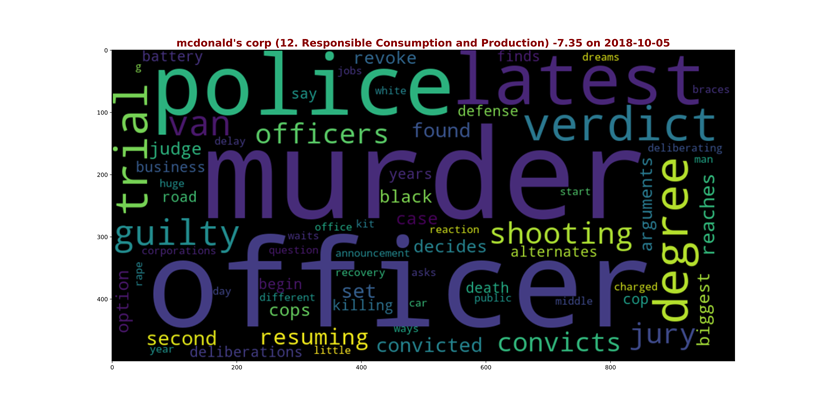 mcdonald's corp (12. Responsible Consumption and Production) -7.35 on 2018-10-05
0
100
200
300
400
0
200
400
600
800
battery
revoke
finds
dreams
g
jobs
police
latest
say
white
braces
trial
van
officers
found
defense
verdict
judge
delay
deliberating
business
murder
years
arguments
degree
man
reaches
huge
road
black
start
case
guilty
office
kit
reaction
shooting
waits
corporations
question
announcement
decides
alternates
rape
officer
recovery
asks
option
day
begin
different
set
killing
car
death
public
middle
charged
cop
biggest
cops
second
resuming
ways
convicted
convicts
jury
year
deliberations
little